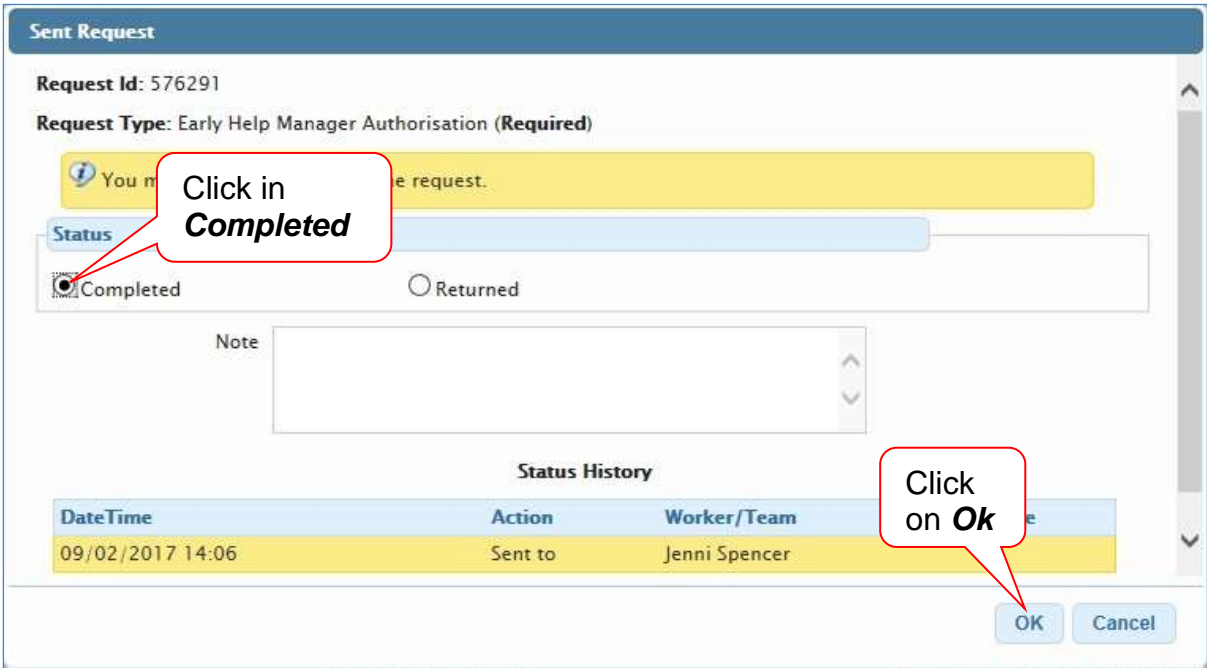 Sent Request
Request Id: 576291
Request Type: Early Help Manager Authorisation (Required)
You m
e request.
Click in
Completed
Status
Completed
Returned
Note
Status History
Click
on Ok
DateTime Action Worker/Team e
09/02/2017 14:06 Sent to Jenni Spencer
OK Cancel